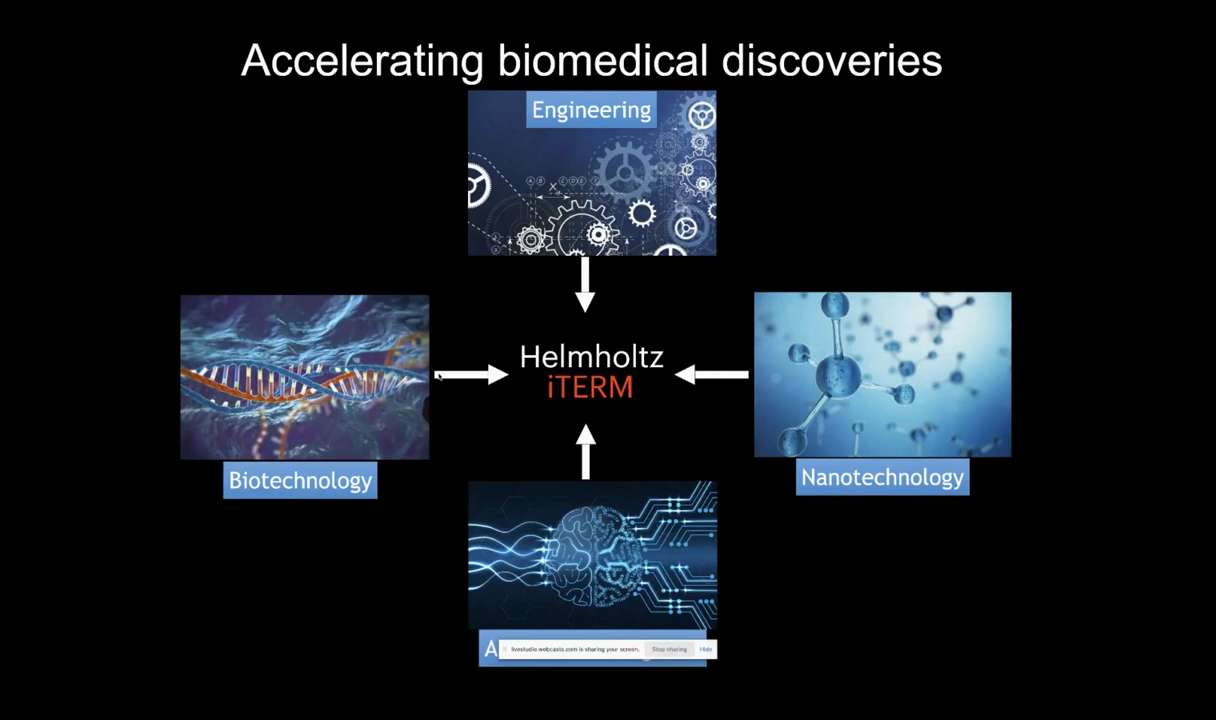 Accelerating biomedical discoveries
Engineering
Helmholtz
iTERM
Biotechnology
Nanotechnology
A
livestudio.webcasts.com is sharing your screen.
Stop sharing
Hide